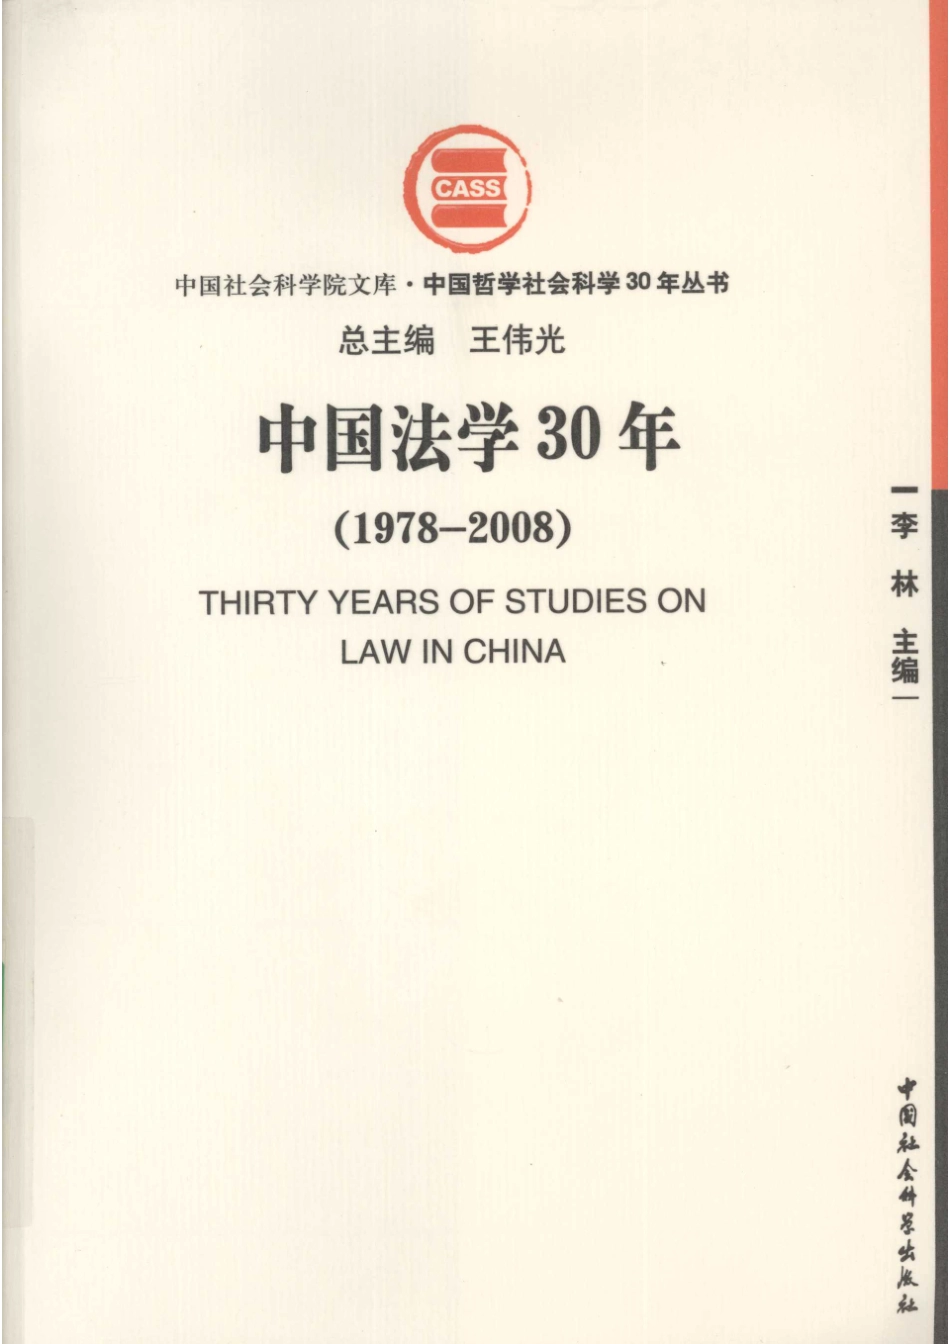 CASS
中国社会科学院文库·中国哲学社会科学30年丛书
总主编 王伟光
中国法学30年
(1978–2008)
THIRTY YEARS OF STUDIES ON
LAW IN CHINA
李林 主编
中国社会科学出版社